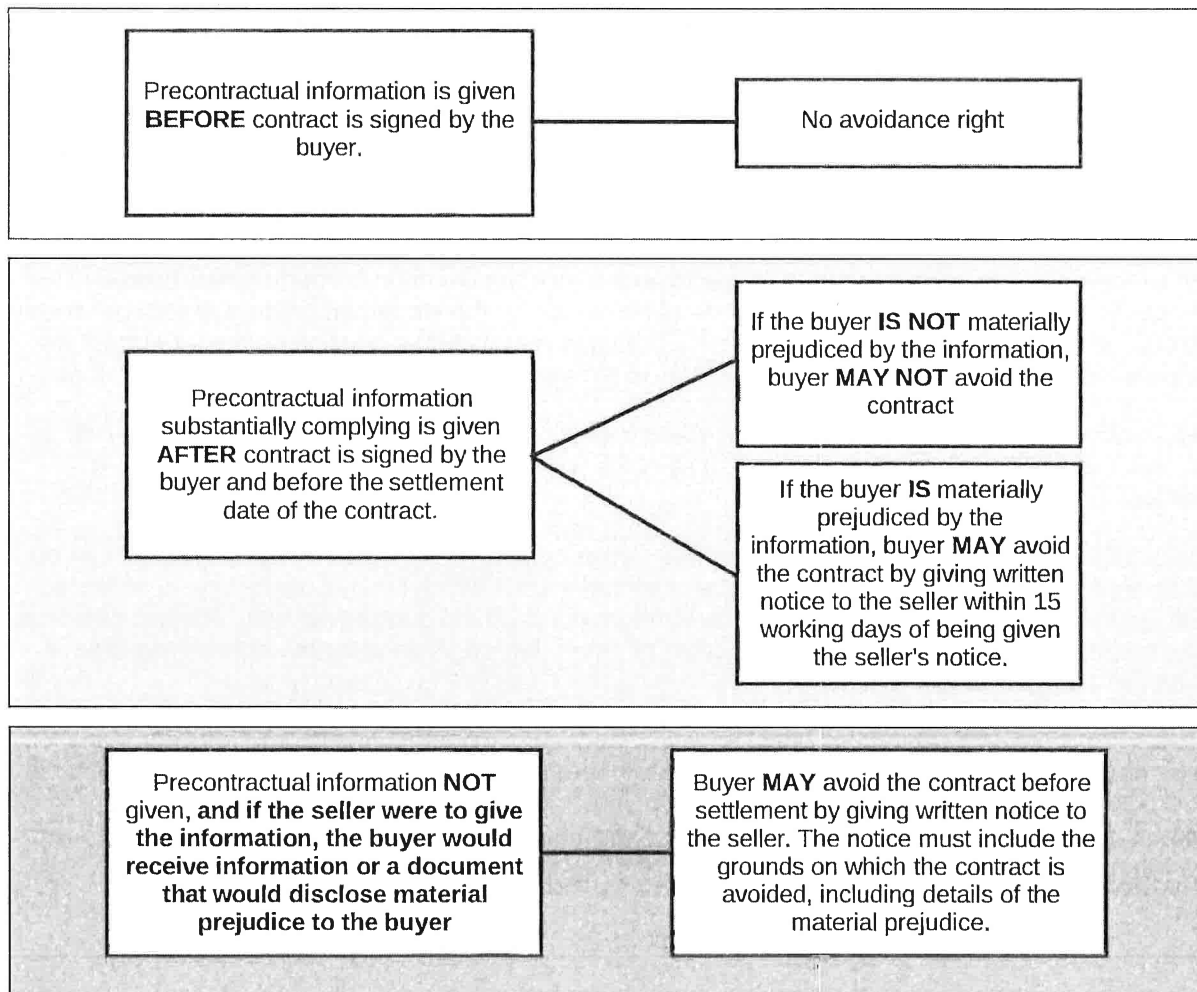 Precontractual information is given
BEFORE contract is signed by the
buyer.
No avoidance right
Precontractual information
substantially complying is given
AFTER contract is signed by the
buyer and before the settlement
date of the contract.
If the buyer IS NOT materially
prejudiced by the information,
buyer MAY NOT avoid the
contract
If the buyer IS materially
prejudiced by the
information, buyer MAY avoid
the contract by giving written
notice to the seller within 15
working days of being given
the seller's notice.
Precontractual information NOT
given, and if the seller were to give
the information, the buyer would
receive information or a document
that would disclose material
prejudice to the buyer
Buyer MAY avoid the contract before
settlement by giving written notice to
the seller. The notice must include the
grounds on which the contract is
avoided, including details of the
material prejudice.